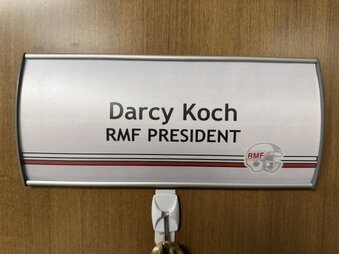 Darcy Koch
RMF PRESIDENT
RMF